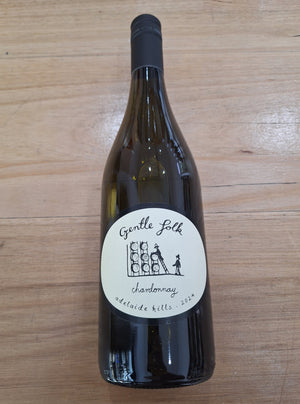 Gentle Folk
chardonnay
adelaide hills . 2024